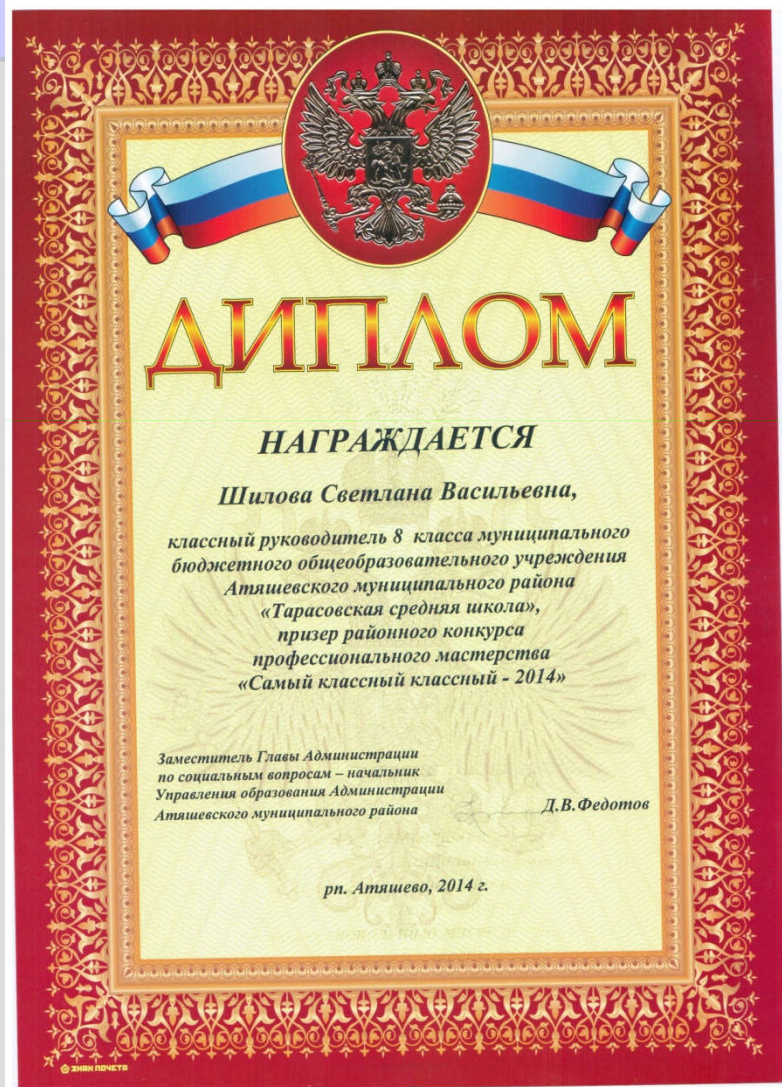 ДИПЛОМ
НАГРАЖДАЕТСЯ
Шилова Светлана Васильевна,
классный руководитель 8 класса муниципального
бюджетного общеобразовательного учреждения
Атяшевского муниципального района
«Тарасовская средняя школа»,
призер районного конкурса
профессионального мастерства
«Самый классный классный - 2014»
Заместитель Главы Администрации
по социальным вопросам – начальник
Управления образования Администрации
Атяшевского муниципального района
Д.В.Федотов
рп. Атяшево, 2014 г.
ЗНАК ПОЧЕТА